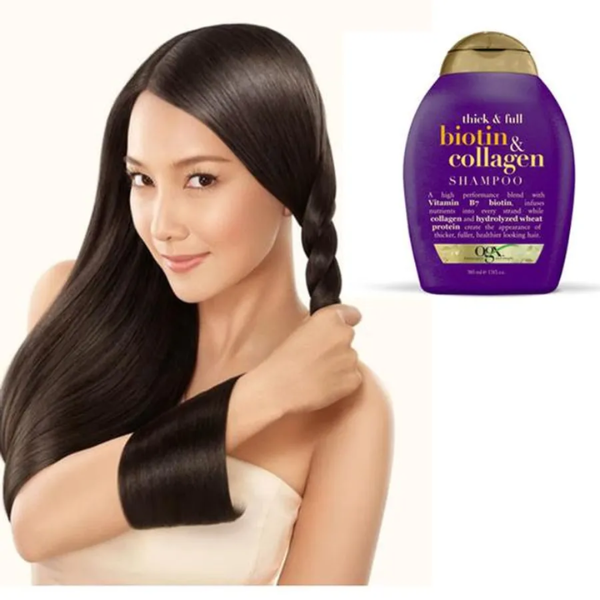 thick & full
biotin &
collagen
SHAMPOO
A high performance blend with
Vitamin B7 biotin, infuses
nutrients into every strand while
collagen and hydrolyzed wheat
protein create the appearance of
thicker, fuller, healthier looking hair.
ogx